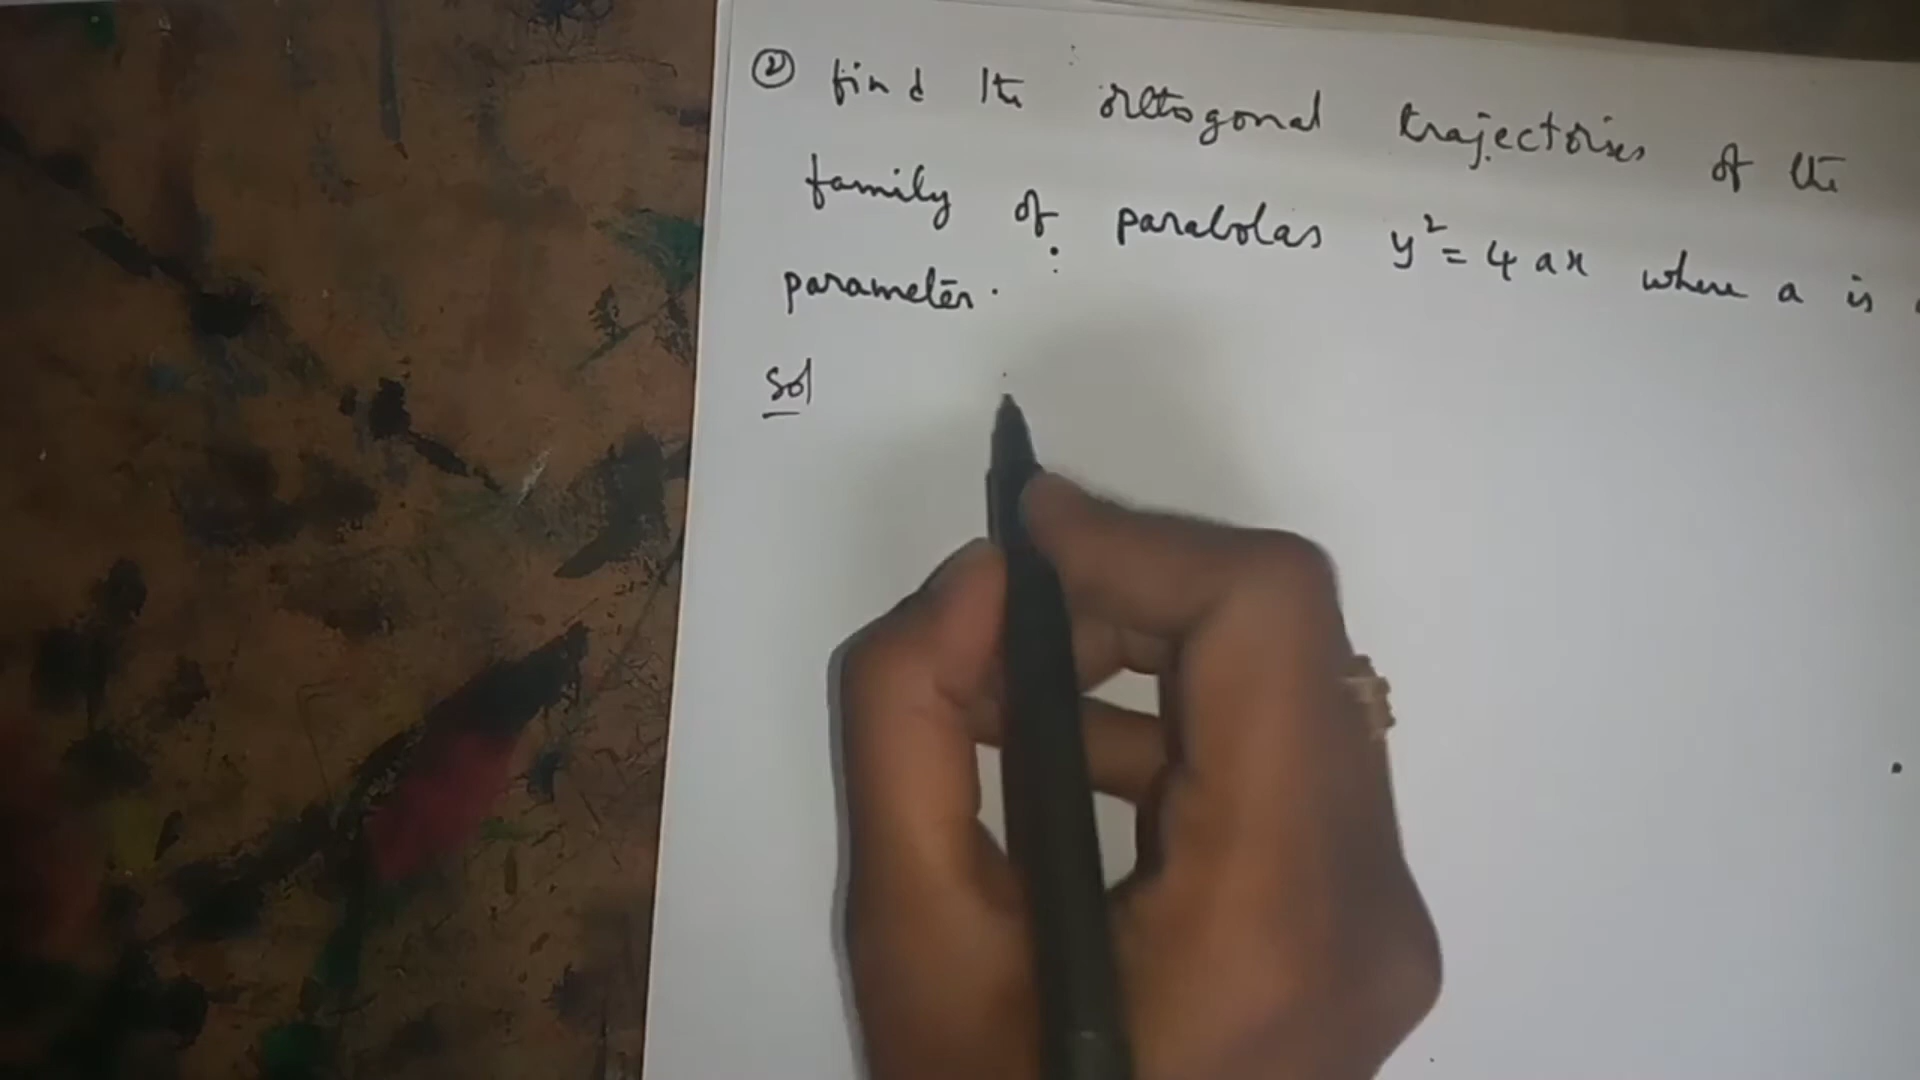 ② find the orthogonal trajectories of the
family of parabolas y² = 4ax where a is
parameter.
Sol